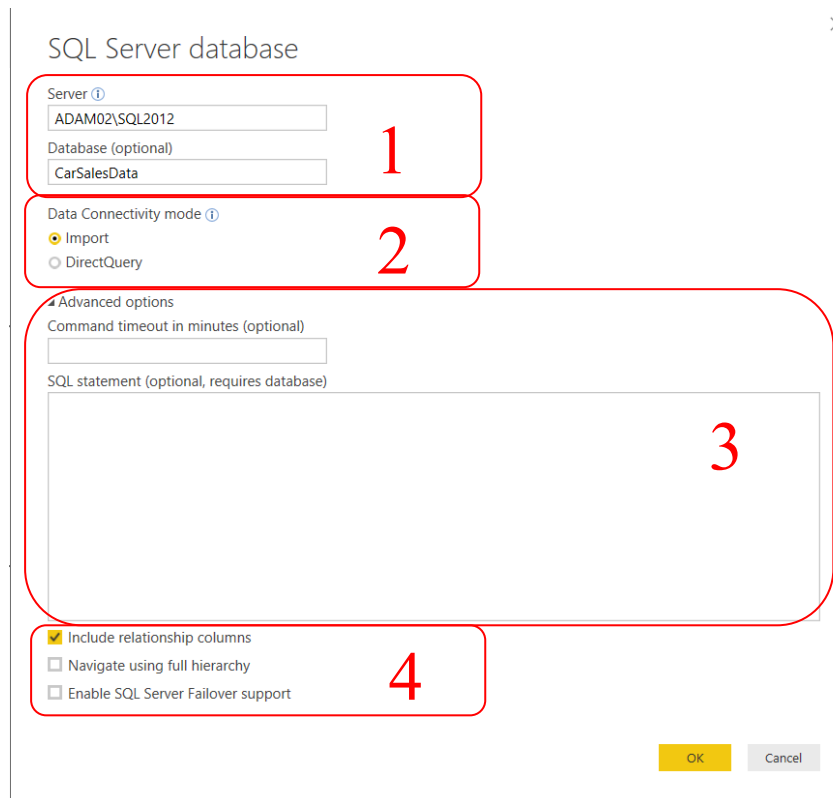 SQL Server database
Server
ADAM02\SQL2012
1
Database (optional)
CarSalesData
Data Connectivity mode
2
Import
DirectQuery
Advanced options
Command timeout in minutes (optional)
SQL statement (optional, requires database)
3
Include relationship columns
Navigate using full hierarchy
4
Enable SQL Server Failover support
OK Cancel